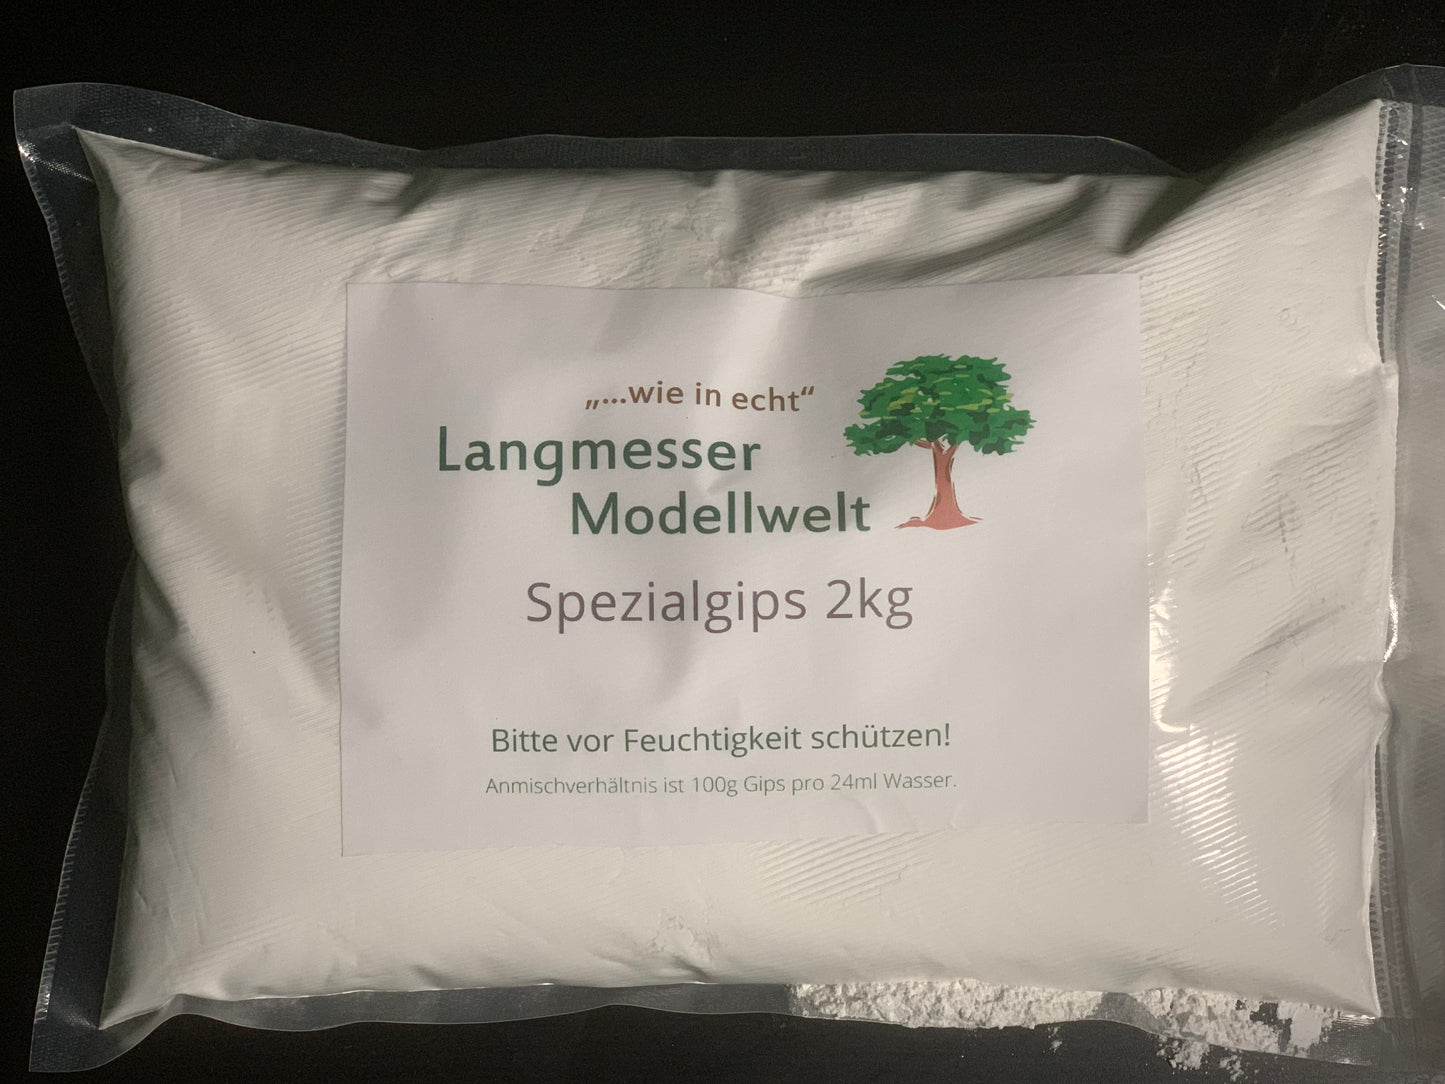 „...wie in echt“
Langmesser
Modellwelt
Spezialgips 2kg
Bitte vor Feuchtigkeit schützen!
Anmischverhältnis ist 100g Gips pro 24ml Wasser.